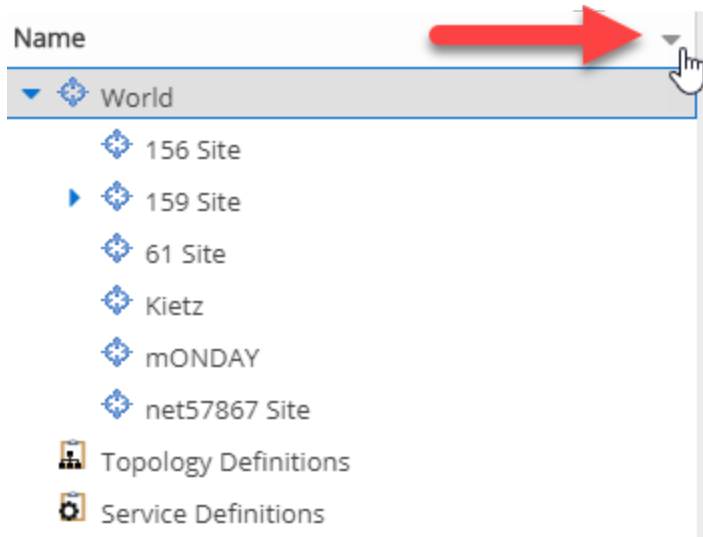 Name
World
156 Site
159 Site
61 Site
Kietz
mONDAY
net57867 Site
Topology Definitions
Service Definitions